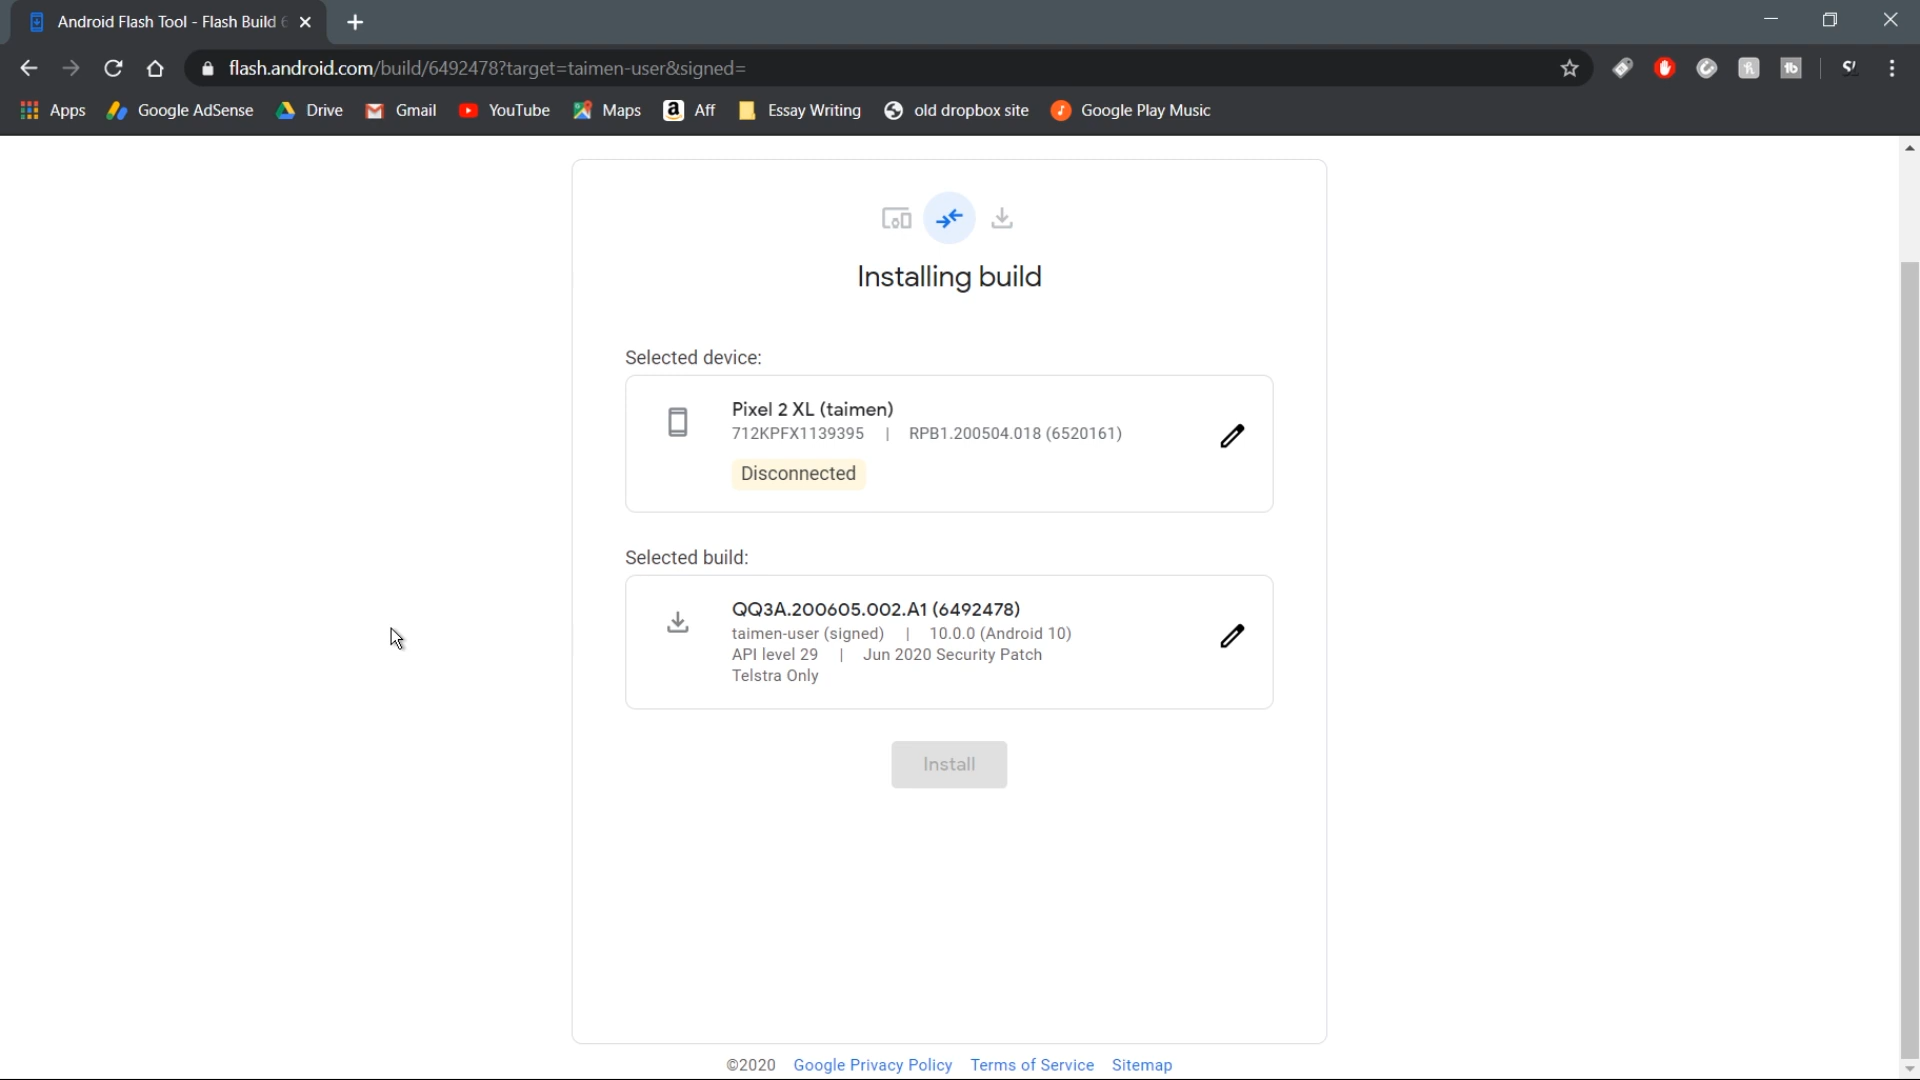 Android Flash Tool - Flash Build
flash.android.com/build/6492478?target=taimen-user&signed=
Apps Google AdSense Drive Gmail YouTube Maps a Aff Essay Writing old dropbox site Google Play Music
Installing build
Selected device:
Pixel 2 XL (taimen)
712KPFX1139395 | RPB1.200504.018 (6520161)
Disconnected
Selected build:
QQ3A.200605.002.A1 (6492478)
taimen-user (signed) | 10.0.0 (Android 10)
API level 29 | Jun 2020 Security Patch
Telstra Only
Install
©2020 Google Privacy Policy Terms of Service Sitemap